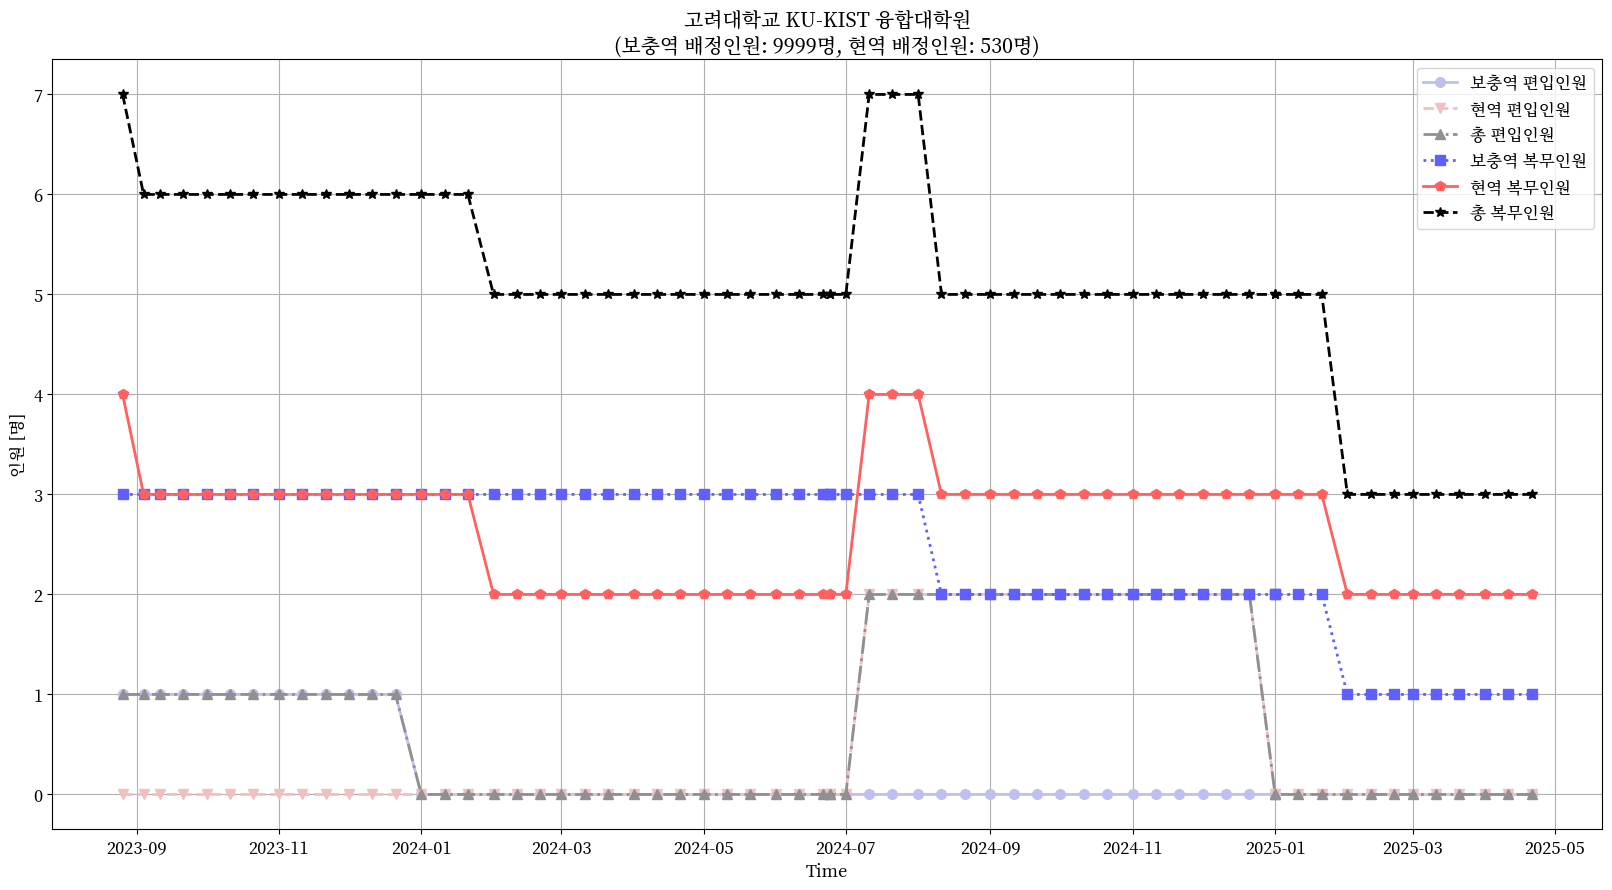 고려대학교 KU-KIST 융합대학원
(보충역 배정인원: 9999명, 현역 배정인원: 530명)
보충역 편입인원
현역 편입인원
총 편입인원
보충역 복무인원
현역 복무인원
총 복무인원
인원 [명]
7
6
5
4
3
2
1
0
2023-09 2023-11 2024-01 2024-03 2024-05 2024-07 2024-09 2024-11 2025-01 2025-03 2025-05
Time